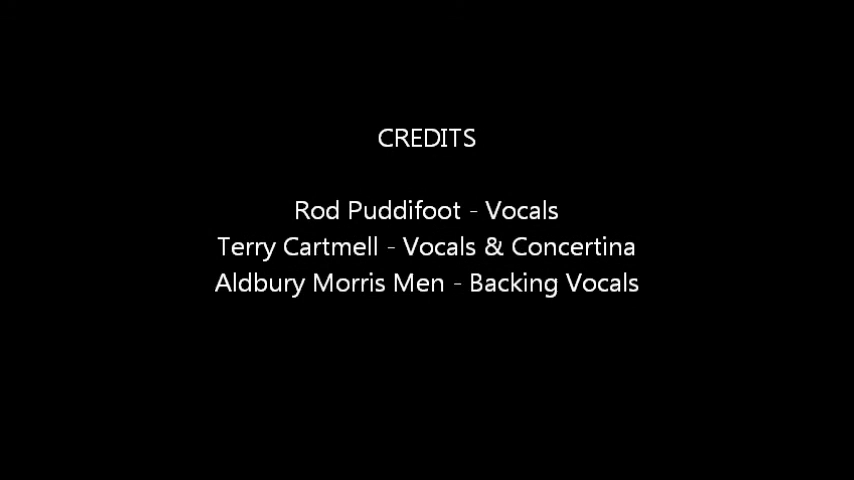 CREDITS
Rod Puddifoot - Vocals
Terry Cartmell - Vocals & Concertina
Aldbury Morris Men - Backing Vocals